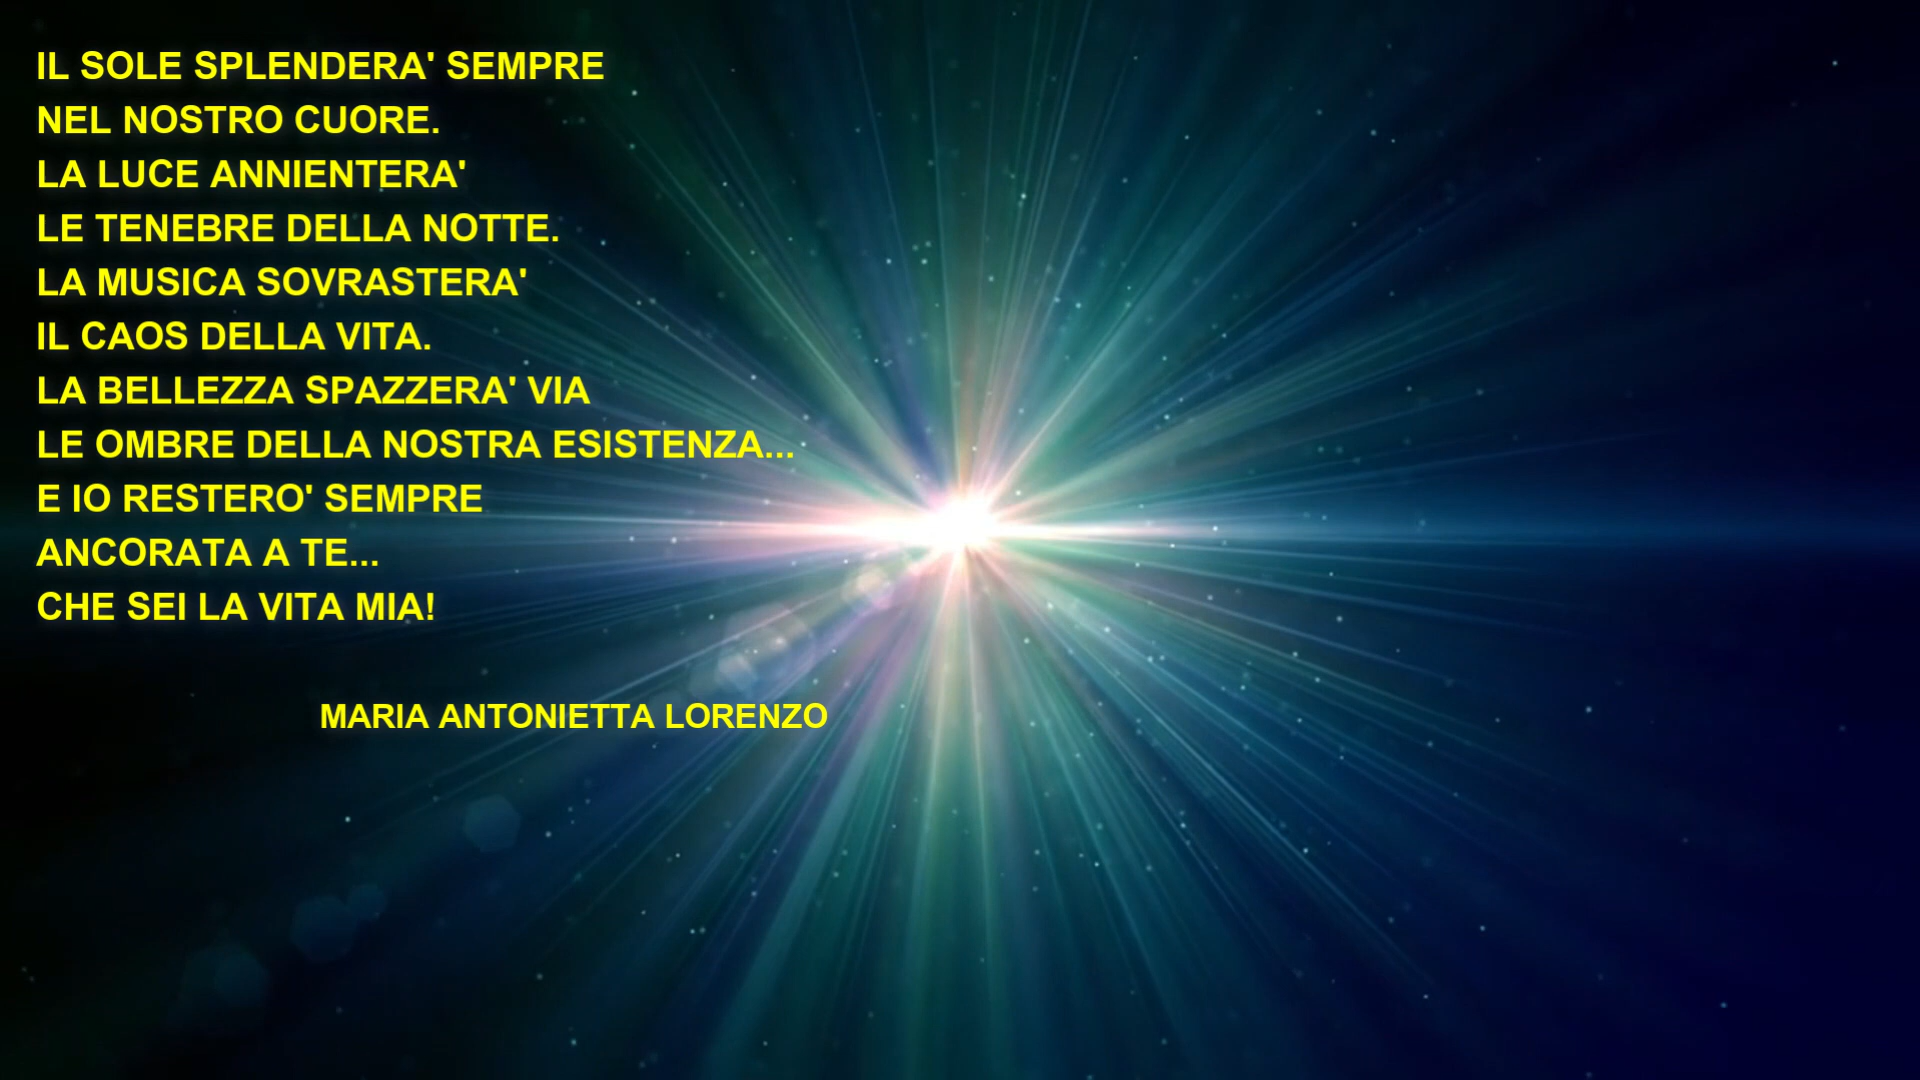 IL SOLE SPLENDERA' SEMPRE
NEL NOSTRO CUORE.
LA LUCE ANNIENTERA'
LE TENEBRE DELLA NOTTE.
LA MUSICA SOVRASTERA'
IL CAOS DELLA VITA.
LA BELLEZZA SPAZZERA' VIA
LE OMBRE DELLA NOSTRA ESISTENZA...
E IO RESTERO' SEMPRE
ANCORATA A TE...
CHE SEI LA VITA MIA!
MARIA ANTONIETTA LORENZO